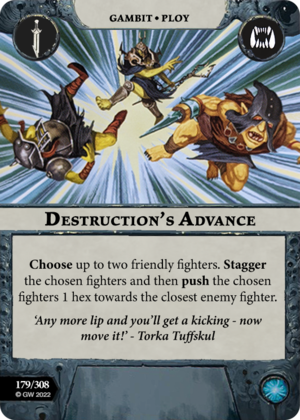 GAMBIT • PLOY
DESTRUCTION'S ADVANCE
Choose up to two friendly fighters. Stagger
the chosen fighters and then push the chosen
fighters 1 hex towards the closest enemy fighter.
'Any more lip and you'll get a kicking - now
move it!' - Torka Tuffskul
179/308
© GW 2022